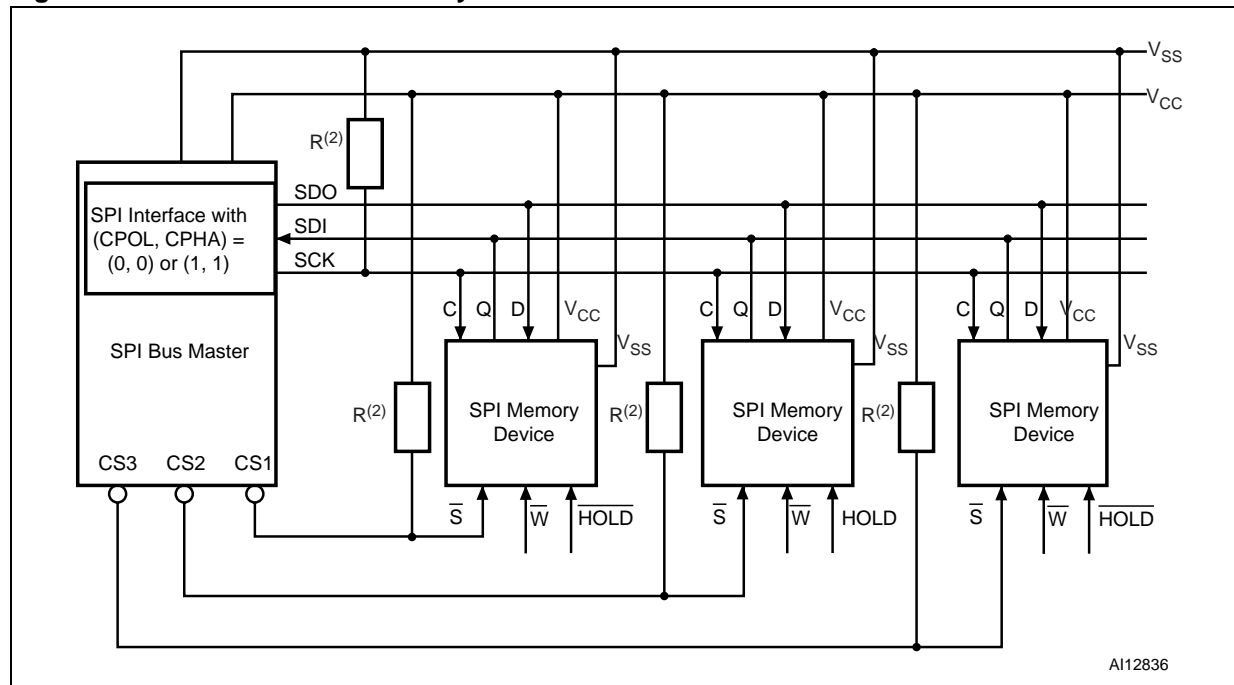 VSS
VCC
R(2)
SDO
SPI Interface with
(CPOL, CPHA) =
(0, 0) or (1, 1)
SDI
SCK
C Q D VCC
C Q D VCC
C Q D VCC
VSS
VSS
VSS
SPI Bus Master
R(2)
SPI Memory
Device
R(2)
SPI Memory
Device
R(2)
SPI Memory
Device
CS3 CS2 CS1
S̅ W̅ H̅O̅L̅D̅
S̅ W̅ HOLD
S̅ W̅ H̅O̅L̅D̅
AI12836